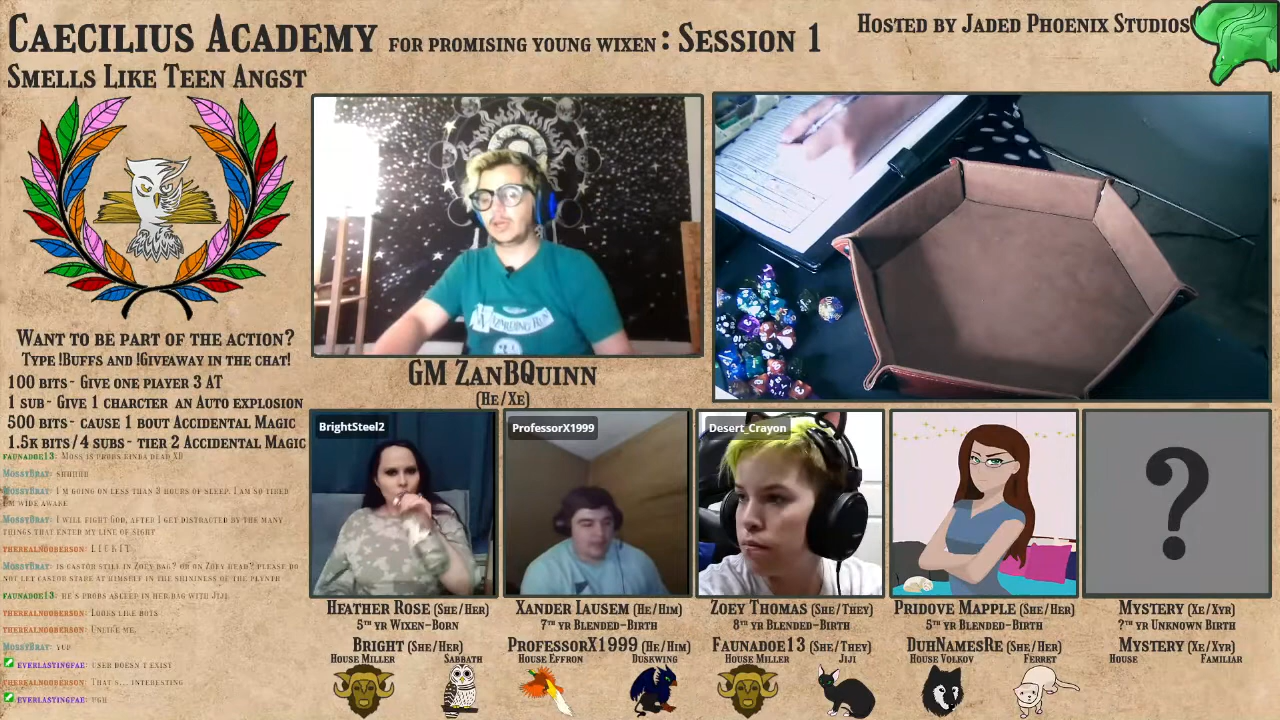 Caecilius Academy for promising young wixen: Session 1
Hosted by Jaded Phoenix Studios
Smells Like Teen Angst
Want to be part of the action?
Type !Buffs and !Giveaway in the chat!
100 bits - Give one player 3 AT
1 sub - Give 1 charcter an Auto explosion
500 bits - cause 1 bout Accidental Magic
1.5k bits/4 subs - tier 2 Accidental Magic
Faunadoe13: Moss is probs kinda dead XD
MossyBray: shhhhh
MossyBray: I'm going on less than 3 hours of sleep. I am so tired
I'm wide awake
MossyBray: I will fight God, after I get distracted by the many
things that enter my line of sight
therealnooberson: L I C K I T
MossyBray: Is Castor still in Zoey bag? or on Zoey head? Please do
not let Castor stare at himself in the shininess of the plynth
Faunadoe13: He's probs asleep in her bag with Jiji
therealnooberson: Looks like bots
therealnooberson: Unlike me.
MossyBray: Yup
everlastingfae: user doesn't exist
therealnooberson: That's... interesting
everlastingfae: ugh
GM ZanBQuinn
(He/Xe)
BrightSteel2
ProfessorX1999
Desert_Crayon
?
Heather Rose (She/Her)
5th yr Wixen-Born
Bright (She/Her)
House Miller
Sabbath
Xander Iausem (He/Him)
7th yr Blended-Birth
ProfessorX1999 (He/Him)
House Effron
Duskwing
Zoey Thomas (She/They)
8th yr Blended-Birth
Faunadoe13 (She/They)
House Miller
Jiji
Pridove Mapple (She/Her)
5th yr Blended-Birth
DuhNamesRe (She/Her)
House Volkov
Ferret
Mystery (Xe/Xyr)
?th yr Unknown Birth
Mystery (Xe/Xyr)
House
Familiar